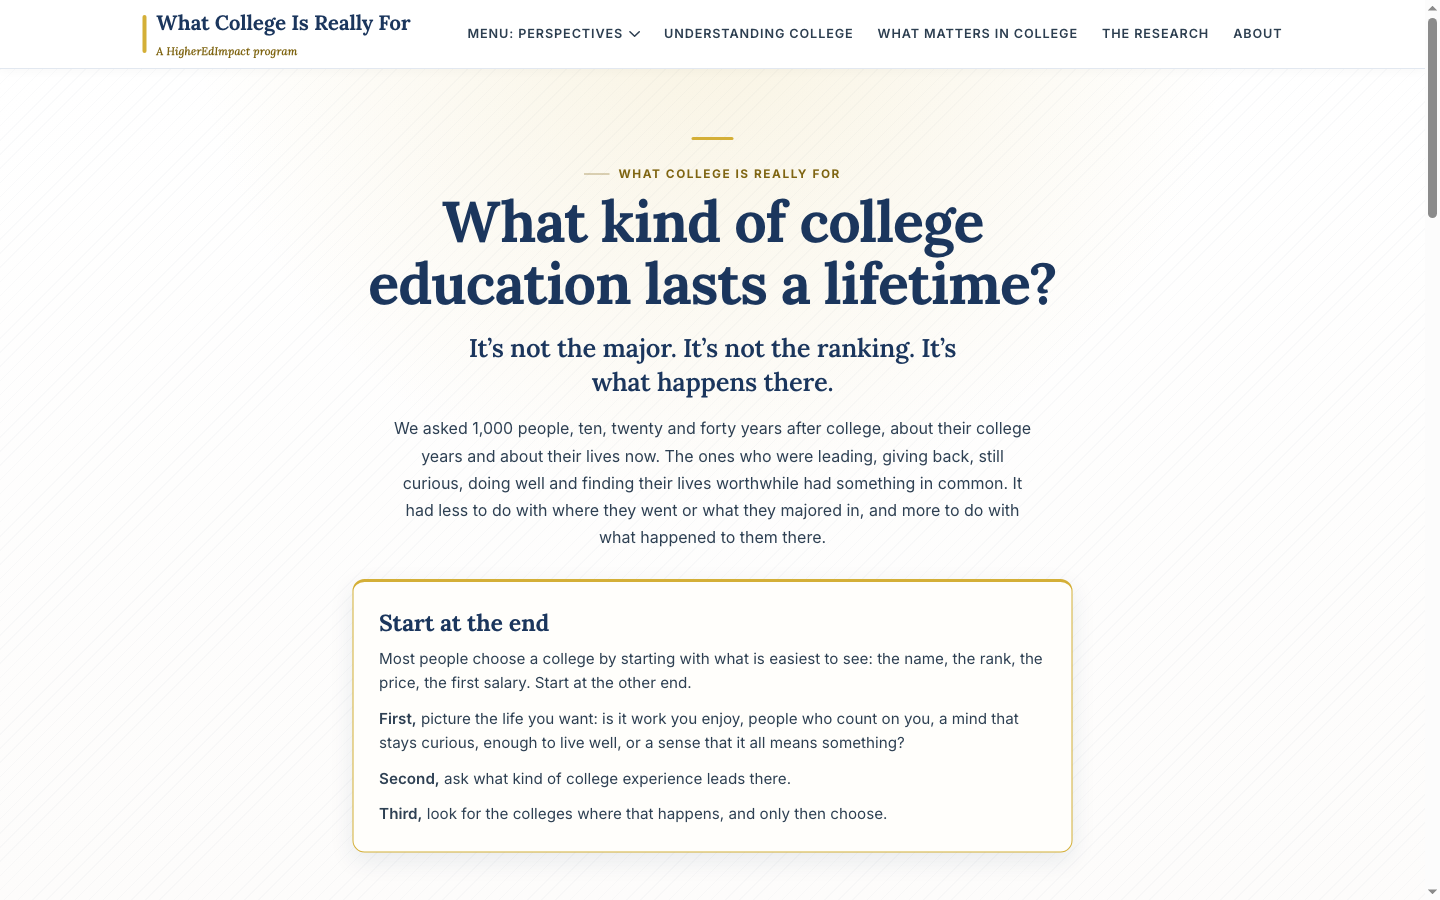 What College Is Really For
A HigherEdImpact program
MENU: PERSPECTIVES
UNDERSTANDING COLLEGE
WHAT MATTERS IN COLLEGE
THE RESEARCH
ABOUT
WHAT COLLEGE IS REALLY FOR
What kind of college
education lasts a lifetime?
It’s not the major. It’s not the ranking. It’s
what happens there.
We asked 1,000 people, ten, twenty and forty years after college, about their college
years and about their lives now. The ones who were leading, giving back, still
curious, doing well and finding their lives worthwhile had something in common. It
had less to do with where they went or what they majored in, and more to do with
what happened to them there.
Start at the end
Most people choose a college by starting with what is easiest to see: the name, the rank, the
price, the first salary. Start at the other end.
First, picture the life you want: is it work you enjoy, people who count on you, a mind that
stays curious, enough to live well, or a sense that it all means something?
Second, ask what kind of college experience leads there.
Third, look for the colleges where that happens, and only then choose.